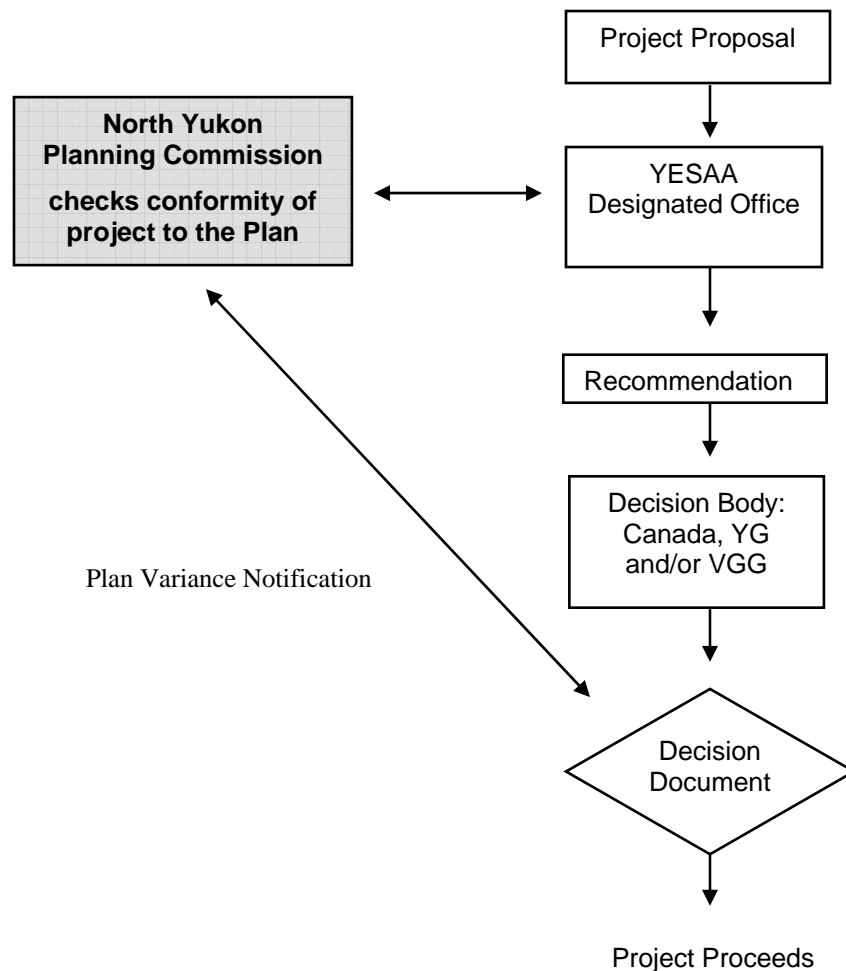 Project Proposal
North Yukon
Planning Commission
checks conformity of
project to the Plan
YESAA
Designated Office
Recommendation
Decision Body:
Canada, YG
and/or VGG
Plan Variance Notification
Decision
Document
Project Proceeds